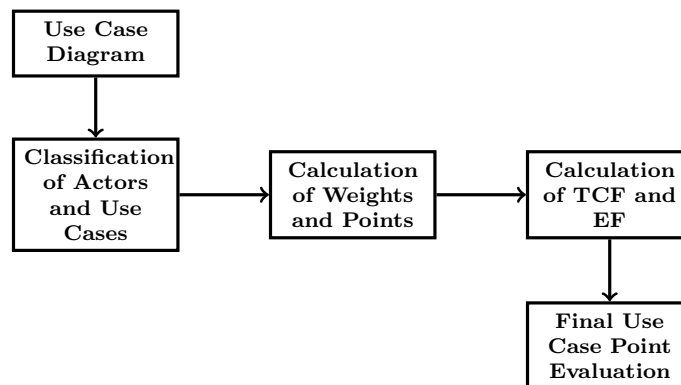 Use Case
Diagram
Classification
of Actors
and Use
Cases
Calculation
of Weights
and Points
Calculation
of TCF and
EF
Final Use
Case Point
Evaluation